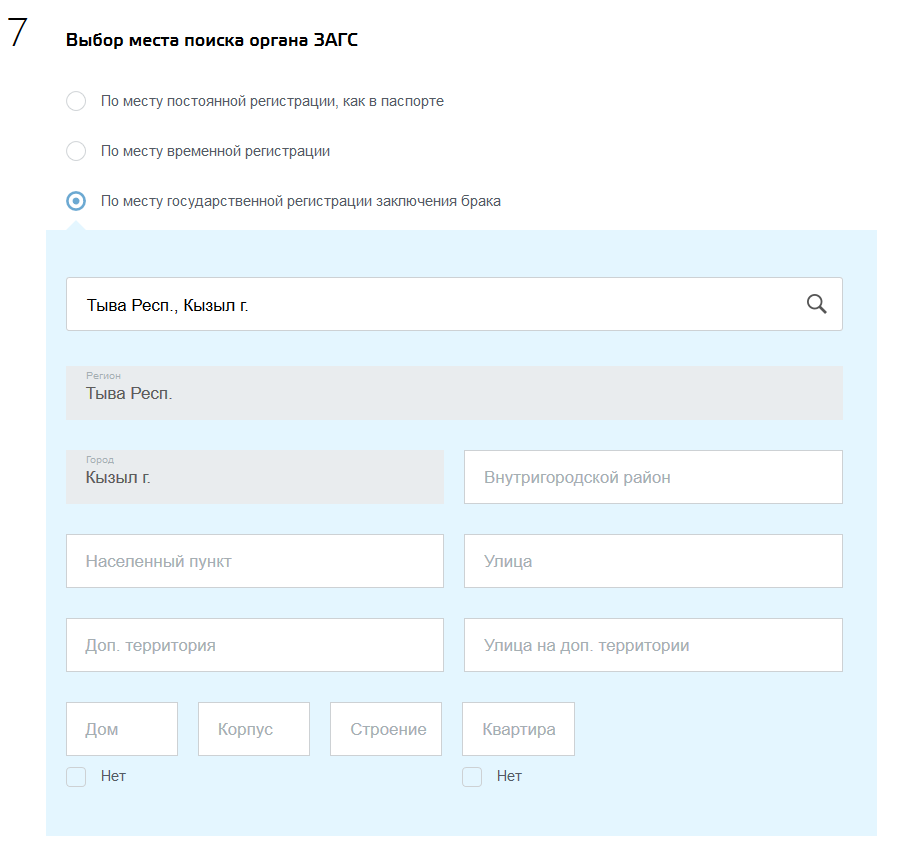 7
Выбор места поиска органа ЗАГС
По месту постоянной регистрации, как в паспорте
По месту временной регистрации
По месту государственной регистрации заключения брака
Тыва Респ., Кызыл г.
Регион
Тыва Респ.
Город
Кызыл г.
Внутригородской район
Населенный пункт
Улица
Доп. территория
Улица на доп. территории
Дом
Корпус
Строение
Квартира
Нет
Нет